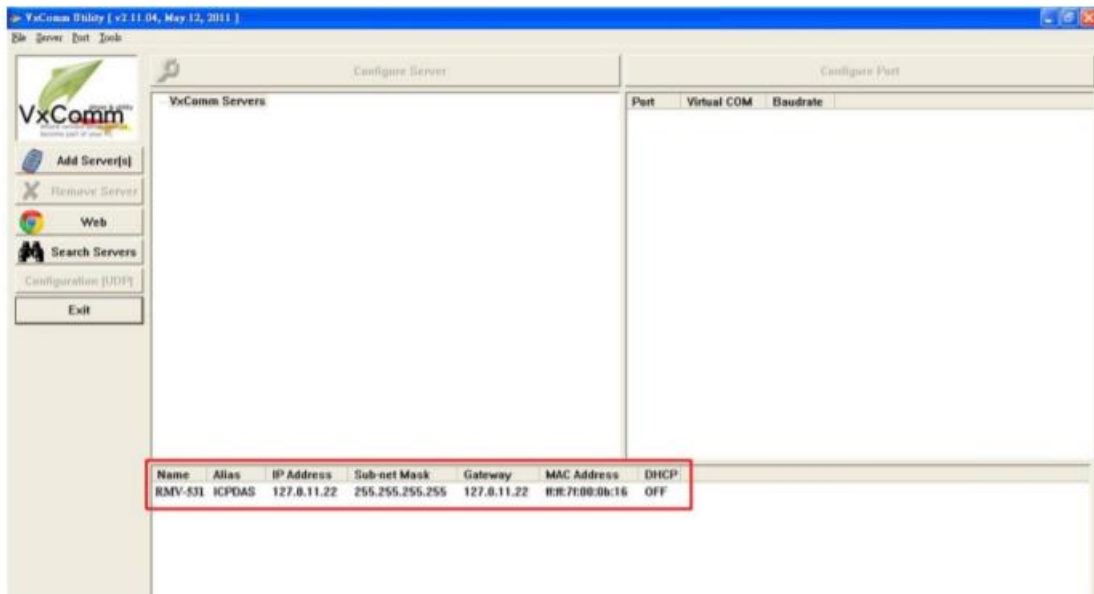 VxComm Utility [ v2.11.04, May 12, 2011 ]
File Server Port Tools
VxComm
Add Server(s)
Remove Server
Web
Search Servers
Configuration (UDP)
Exit
Configure Server
Configure Port
VxComm Servers
Port Virtual COM Baudrate
Name Alias IP Address Sub-net Mask Gateway MAC Address DHCP
RMV-531 ICPDAS 127.0.11.22 255.255.255.255 127.0.11.22 ff:ff:7f:00:0b:16 OFF